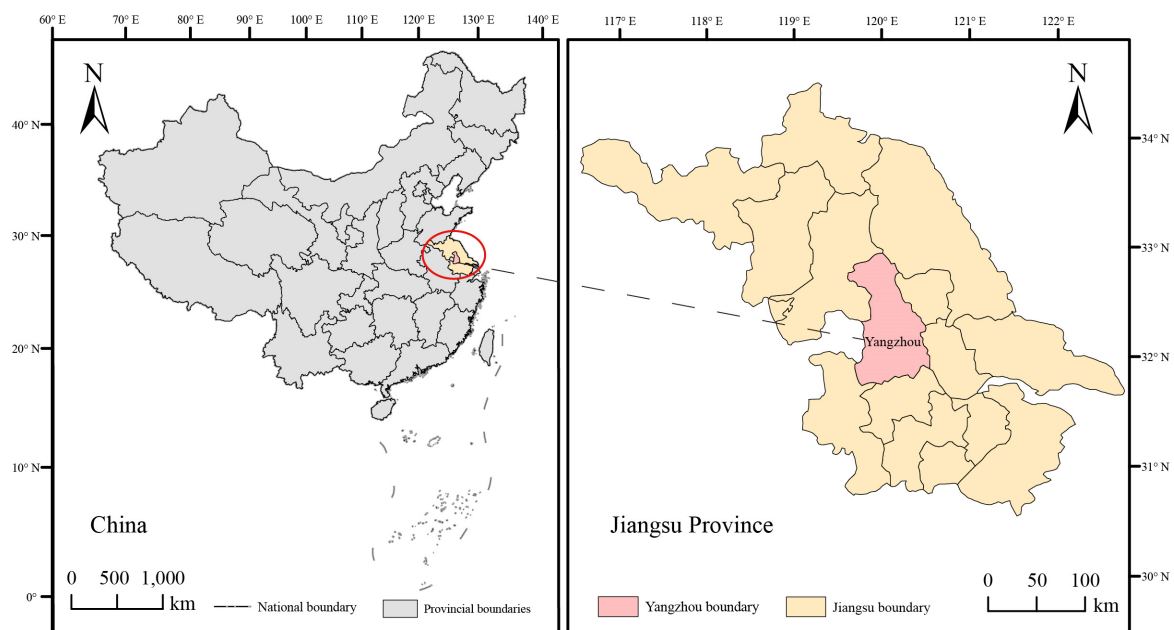 60° E 70° E 80° E 90° E 100° E 110° E 120° E 130° E 140° E
N
40° N
30° N
20° N
10° N
0°
China
0 500 1,000
km
National boundary
Provincial boundaries
117° E 118° E 119° E 120° E 121° E 122° E
N
34° N
33° N
32° N
31° N
30° N
Yangzhou
Jiangsu Province
0 50 100
km
Yangzhou boundary
Jiangsu boundary